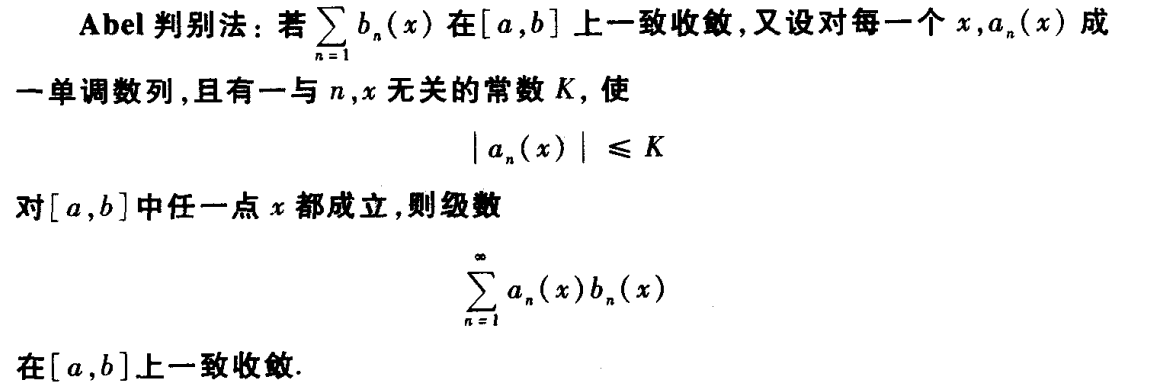 Abel 判别法：若 $\sum_{n=1} b_n(x)$ 在[a,b] 上一致收敛,又设对每一个 x,$a_n(x)$ 成
一单调数列,且有一与 n,x 无关的常数 K, 使
$|a_n(x)| \leqslant K$
对[a,b]中任一点 x 都成立,则级数
$\sum_{n=1}^{\infty} a_n(x)b_n(x)$
在[a,b]上一致收敛.